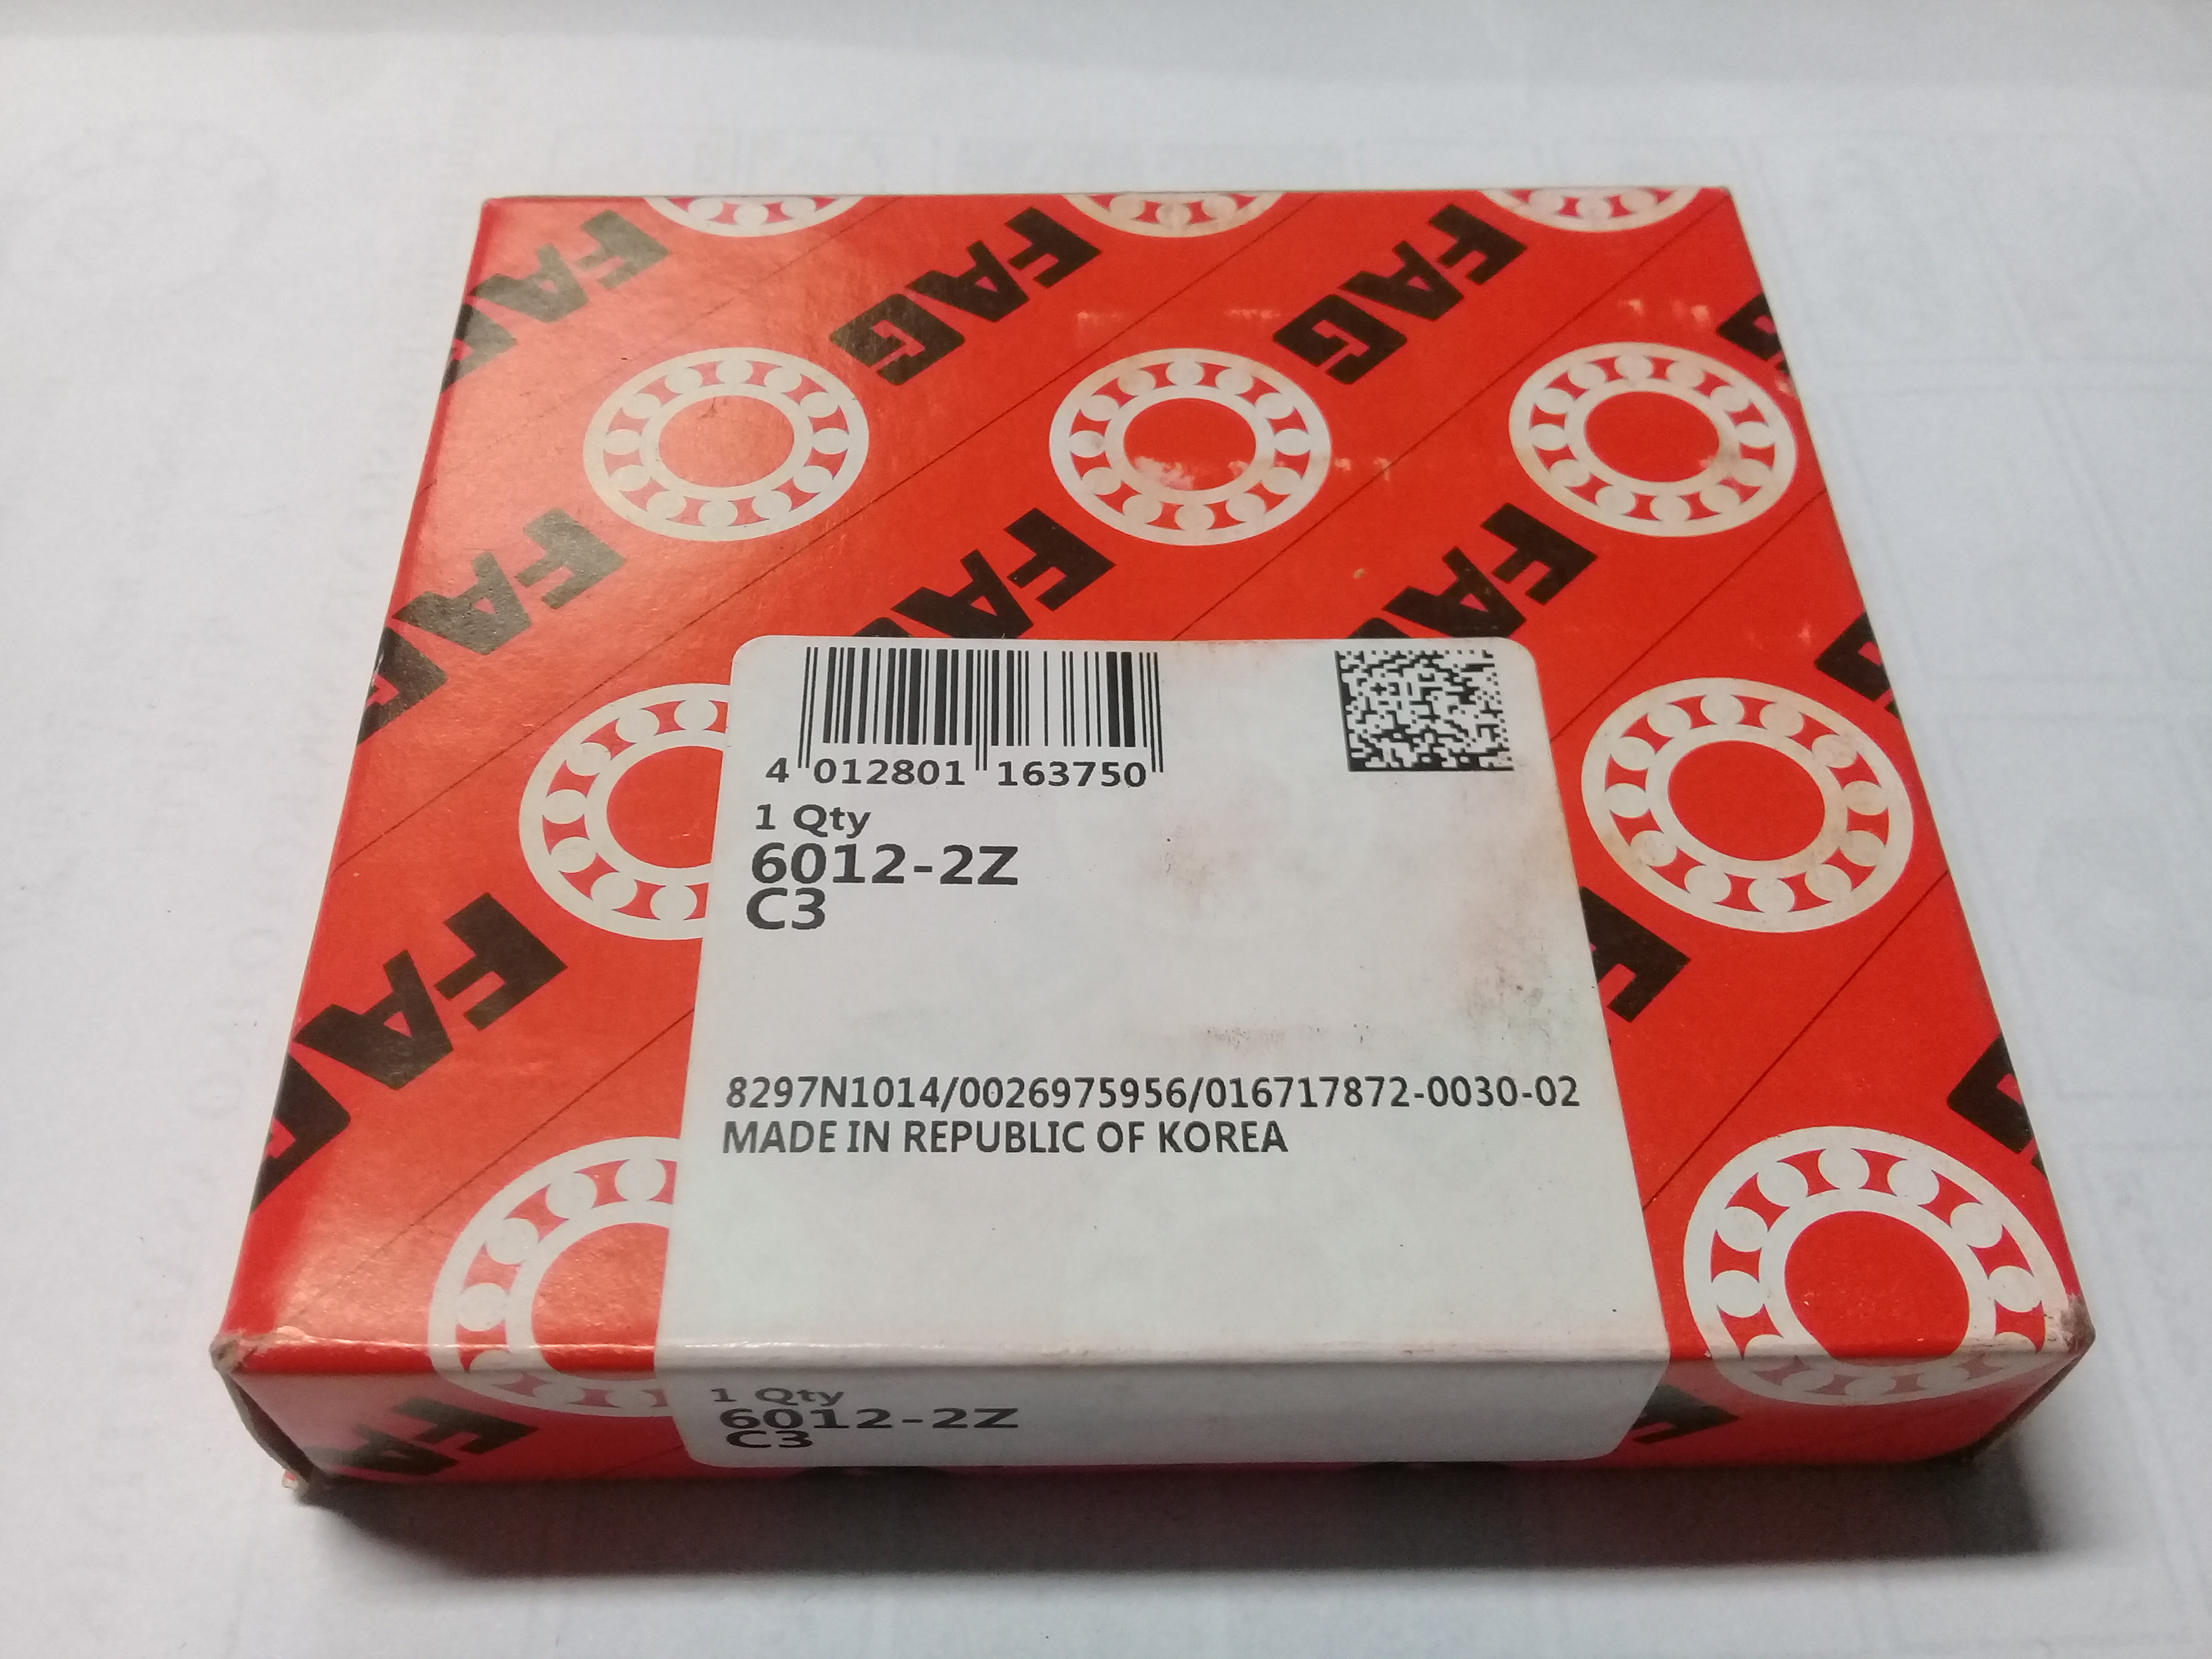 FAG
FAG
FAG
FAG
FAG
FAG
FAG
4 012801 163750
1 Qty
6012-2Z
C3
8297N1014/0026975956/016717872-0030-02
MADE IN REPUBLIC OF KOREA
1 Qty
6012-2Z
C3